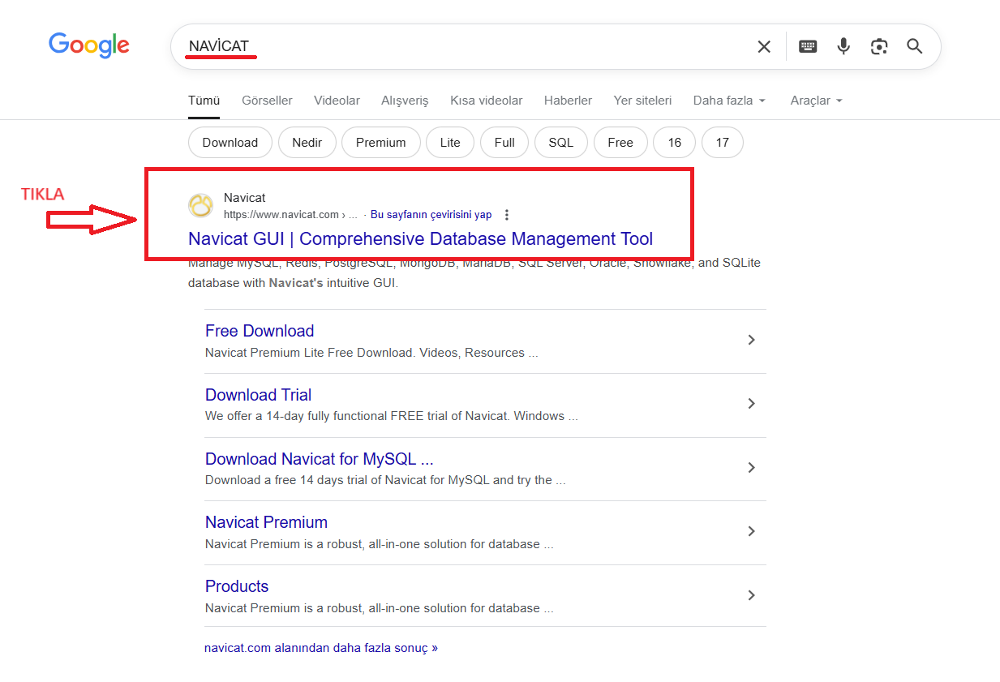 Google
NAVİCAT
Tümü Görseller Videolar Alışveriş Kısa videolar Haberler Yer siteleri Daha fazla Araçlar
Download Nedir Premium Lite Full SQL Free 16 17
TIKLA
Navicat
https://www.navicat.com › ... · Bu sayfanın çevirisini yap
Navicat GUI | Comprehensive Database Management Tool
Manage MySQL, Redis, PostgreSQL, MongoDB, MariaDB, SQL Server, Oracle, Snowflake, and SQLite
database with Navicat's intuitive GUI.
Free Download
Navicat Premium Lite Free Download. Videos, Resources ...
Download Trial
We offer a 14-day fully functional FREE trial of Navicat. Windows ...
Download Navicat for MySQL ...
Download a free 14 days trial of Navicat for MySQL and try the ...
Navicat Premium
Navicat Premium is a robust, all-in-one solution for database ...
Products
Navicat Premium is a robust, all-in-one solution for database ...
navicat.com alanından daha fazla sonuç »